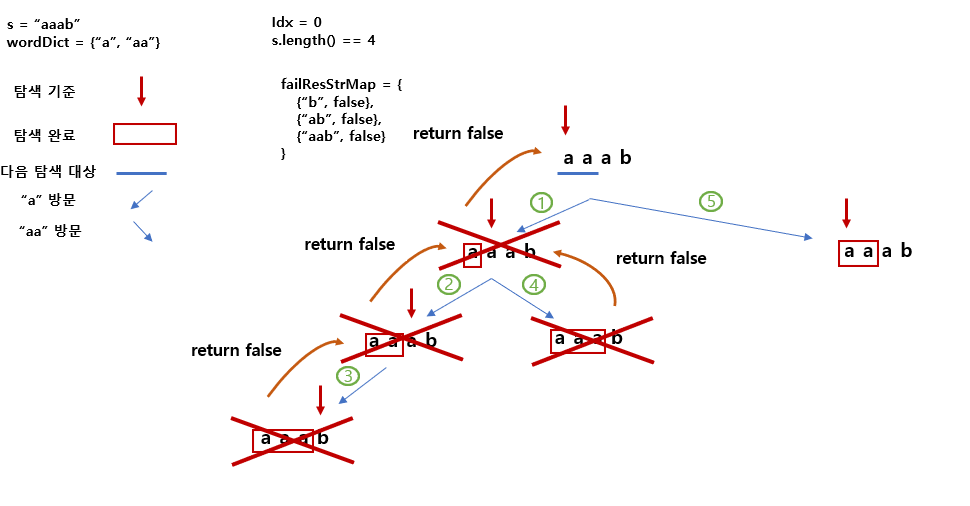 s = “aaab”
wordDict = {“a”, “aa”}
탐색 기준
탐색 완료
다음 탐색 대상
“a” 방문
“aa” 방문
Idx = 0
s.length() == 4
failResStrMap = {
{“b”, false},
{“ab”, false},
{“aab”, false}
}
return false
a a a b
1
5
return false
a a a b
return false
a a a b
2
4
return false
a a a b
a a a b
3
a a a b